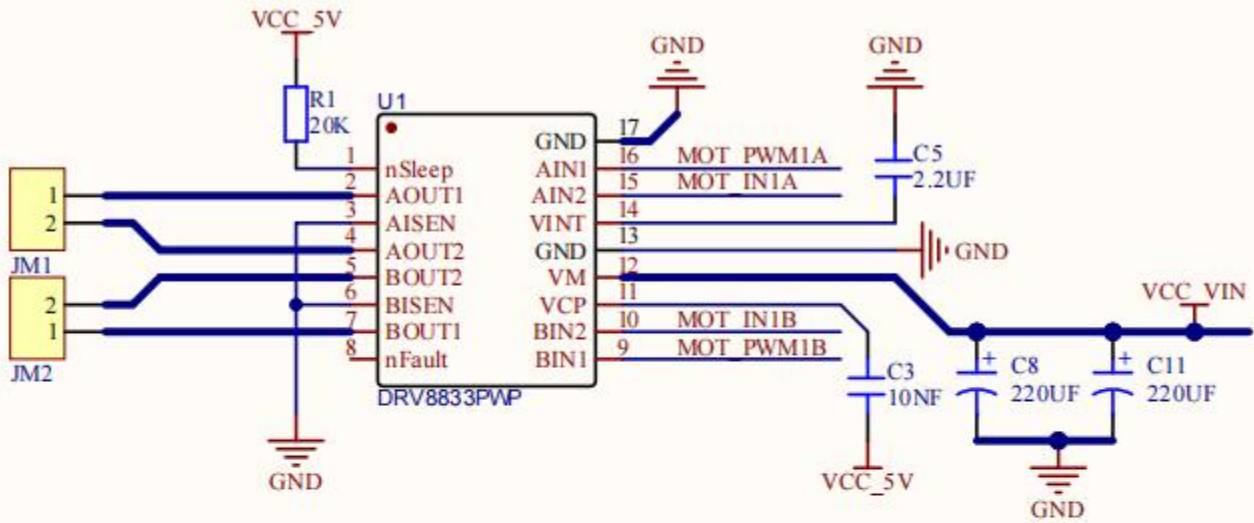 VCC_5V
GND
GND
R1
20K
U1
GND
17
1
nSleep
AIN1
16
MOT_PWM1A
C5
2.2UF
1
2
AOUT1
AIN2
15
MOT_IN1A
2
3
AISEN
VINT
14
4
AOUT2
GND
13
GND
JM1
5
BOUT2
VM
12
2
6
BISEN
VCP
11
VCC_VIN
1
7
BOUT1
BIN2
10
MOT_IN1B
8
nFault
BIN1
9
MOT_PWM1B
JM2
DRV8833PWP
C3
10NF
+
C8
220UF
+
C11
220UF
GND
VCC_5V
GND